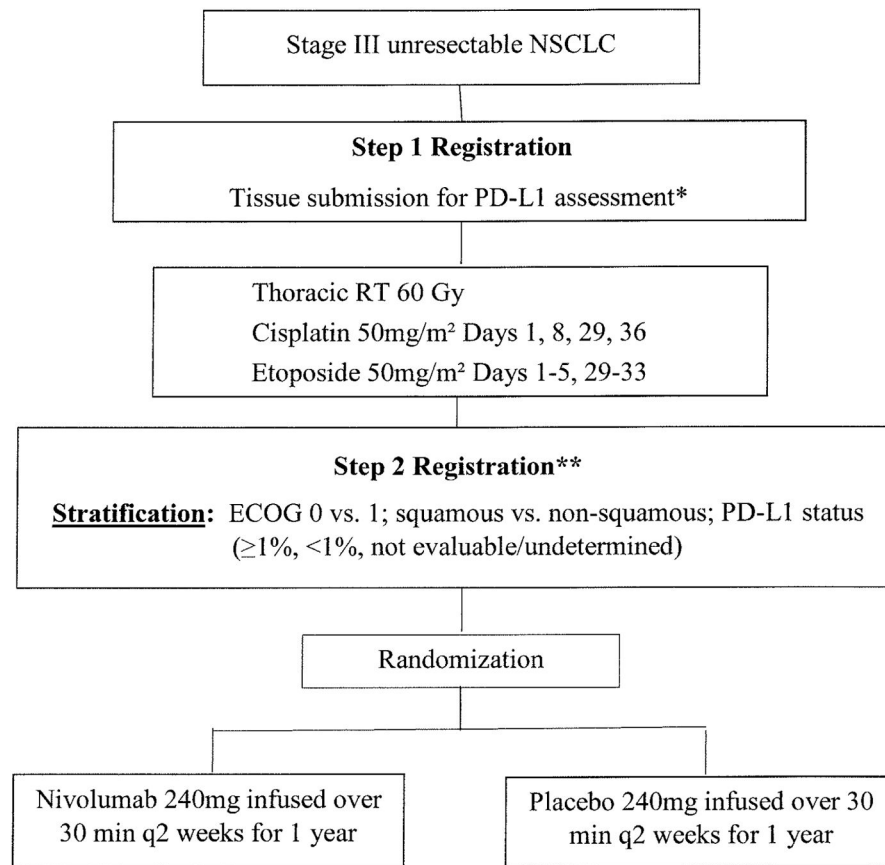 Stage III unresectable NSCLC
Step 1 Registration
Tissue submission for PD-L1 assessment*
Thoracic RT 60 Gy
Cisplatin 50mg/m² Days 1, 8, 29, 36
Etoposide 50mg/m² Days 1-5, 29-33
Step 2 Registration**
Stratification: ECOG 0 vs. 1; squamous vs. non-squamous; PD-L1 status
(≥1%, <1%, not evaluable/undetermined)
Randomization
Nivolumab 240mg infused over
30 min q2 weeks for 1 year
Placebo 240mg infused over 30
min q2 weeks for 1 year